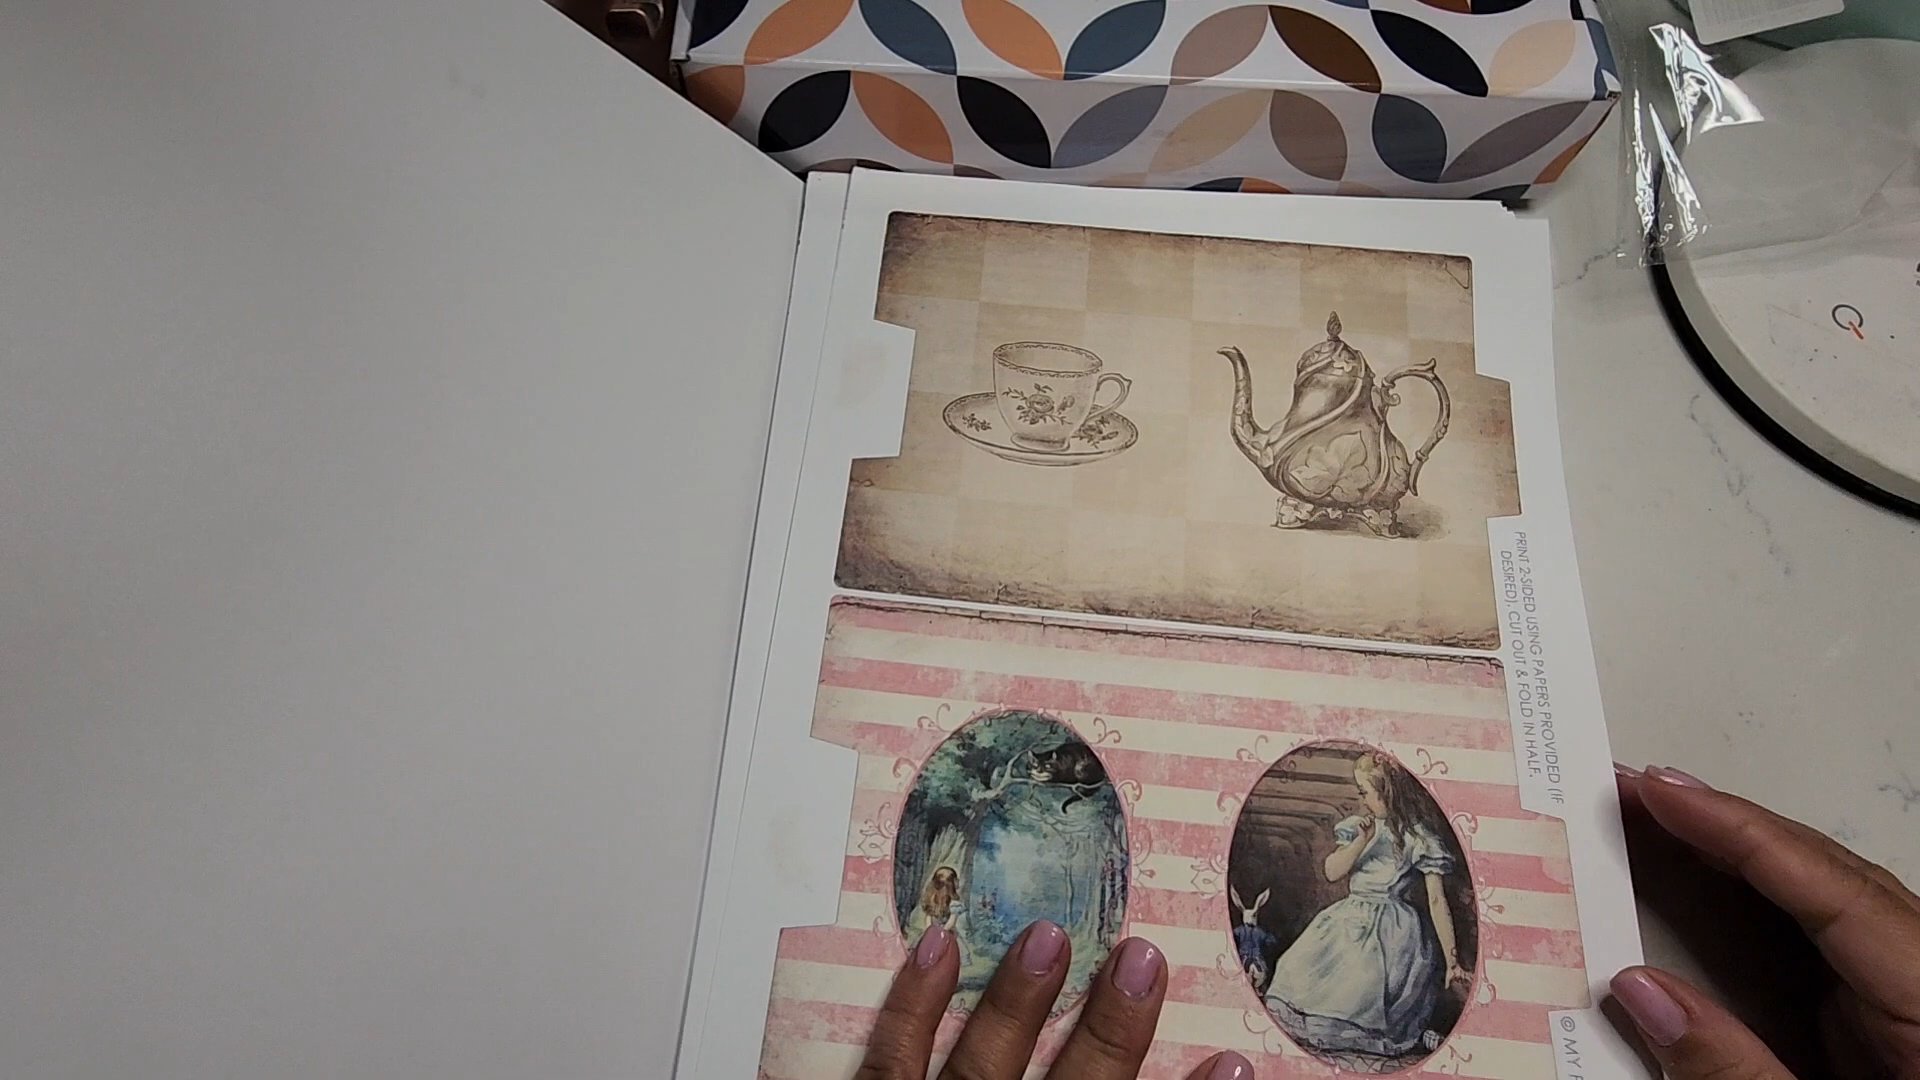 PRINT 2-SIDED USING PAPERS PROVIDED (IF
DESIRED). CUT OUT & FOLD IN HALF.
© MY